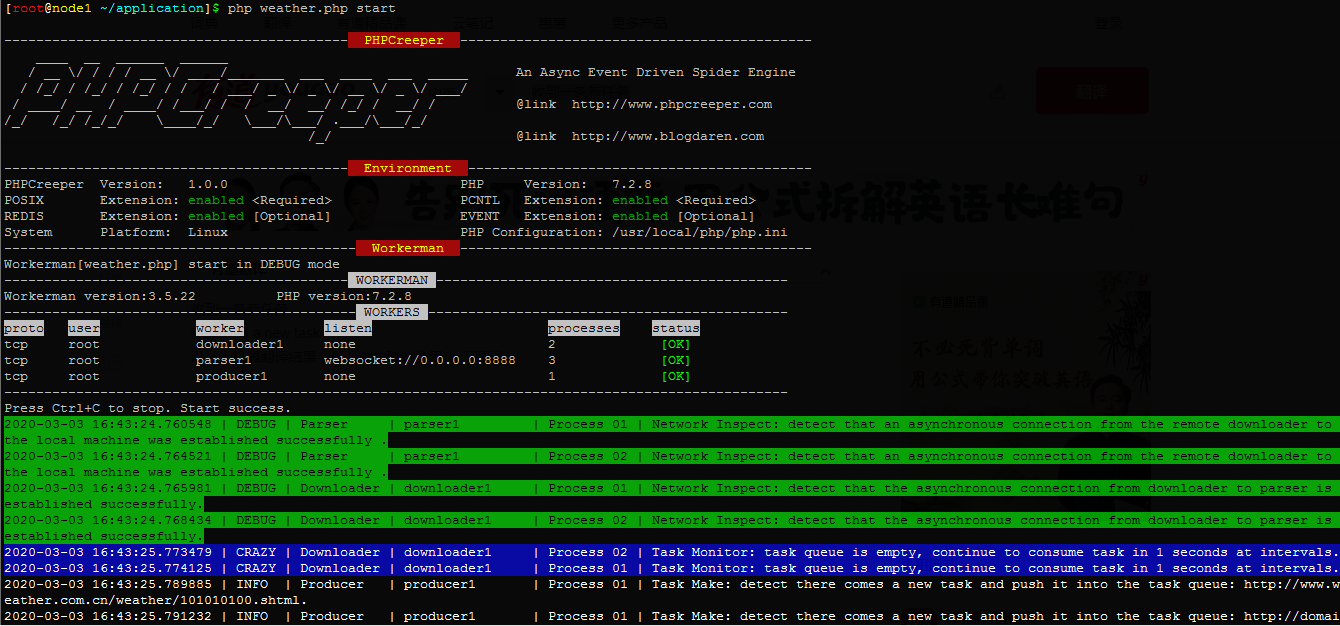 [root@node1 ~/application]$ php weather.php start
PHPCreeper
PHPCreeper
An Async Event Driven Spider Engine
@link http://www.phpcreeper.com
@link http://www.blogdaren.com
Environment
PHPCreeper Version: 1.0.0 PHP Version: 7.2.8
POSIX Extension: enabled <Required> PCNTL Extension: enabled <Required>
REDIS Extension: enabled [Optional] EVENT Extension: enabled [Optional]
System Platform: Linux PHP Configuration: /usr/local/php/php.ini
Workerman
Workerman[weather.php] start in DEBUG mode
WORKERMAN
Workerman version:3.5.22 PHP version:7.2.8
WORKERS
proto user worker listen processes status
tcp root downloader1 none 2 [OK]
tcp root parser1 websocket://0.0.0.0:8888 3 [OK]
tcp root producer1 none 1 [OK]
Press Ctrl+C to stop. Start success.
2020-03-03 16:43:24.760548 | DEBUG | Parser | parser1 | Process 01 | Network Inspect: detect that an asynchronous connection from the remote downloader to
the local machine was established successfully .
2020-03-03 16:43:24.764521 | DEBUG | Parser | parser1 | Process 02 | Network Inspect: detect that an asynchronous connection from the remote downloader to
the local machine was established successfully .
2020-03-03 16:43:24.765981 | DEBUG | Downloader | downloader1 | Process 01 | Network Inspect: detect that the asynchronous connection from downloader to parser is
established successfully.
2020-03-03 16:43:24.768434 | DEBUG | Downloader | downloader1 | Process 02 | Network Inspect: detect that the asynchronous connection from downloader to parser is
established successfully.
2020-03-03 16:43:25.773479 | CRAZY | Downloader | downloader1 | Process 02 | Task Monitor: task queue is empty, continue to consume task in 1 seconds at intervals.
2020-03-03 16:43:25.774125 | CRAZY | Downloader | downloader1 | Process 01 | Task Monitor: task queue is empty, continue to consume task in 1 seconds at intervals.
2020-03-03 16:43:25.789885 | INFO | Producer | producer1 | Process 01 | Task Make: detect there comes a new task and push it into the task queue: http://www.w
eather.com.cn/weather/101010100.shtml.
2020-03-03 16:43:25.791232 | INFO | Producer | producer1 | Process 01 | Task Make: detect there comes a new task and push it into the task queue: http://domai